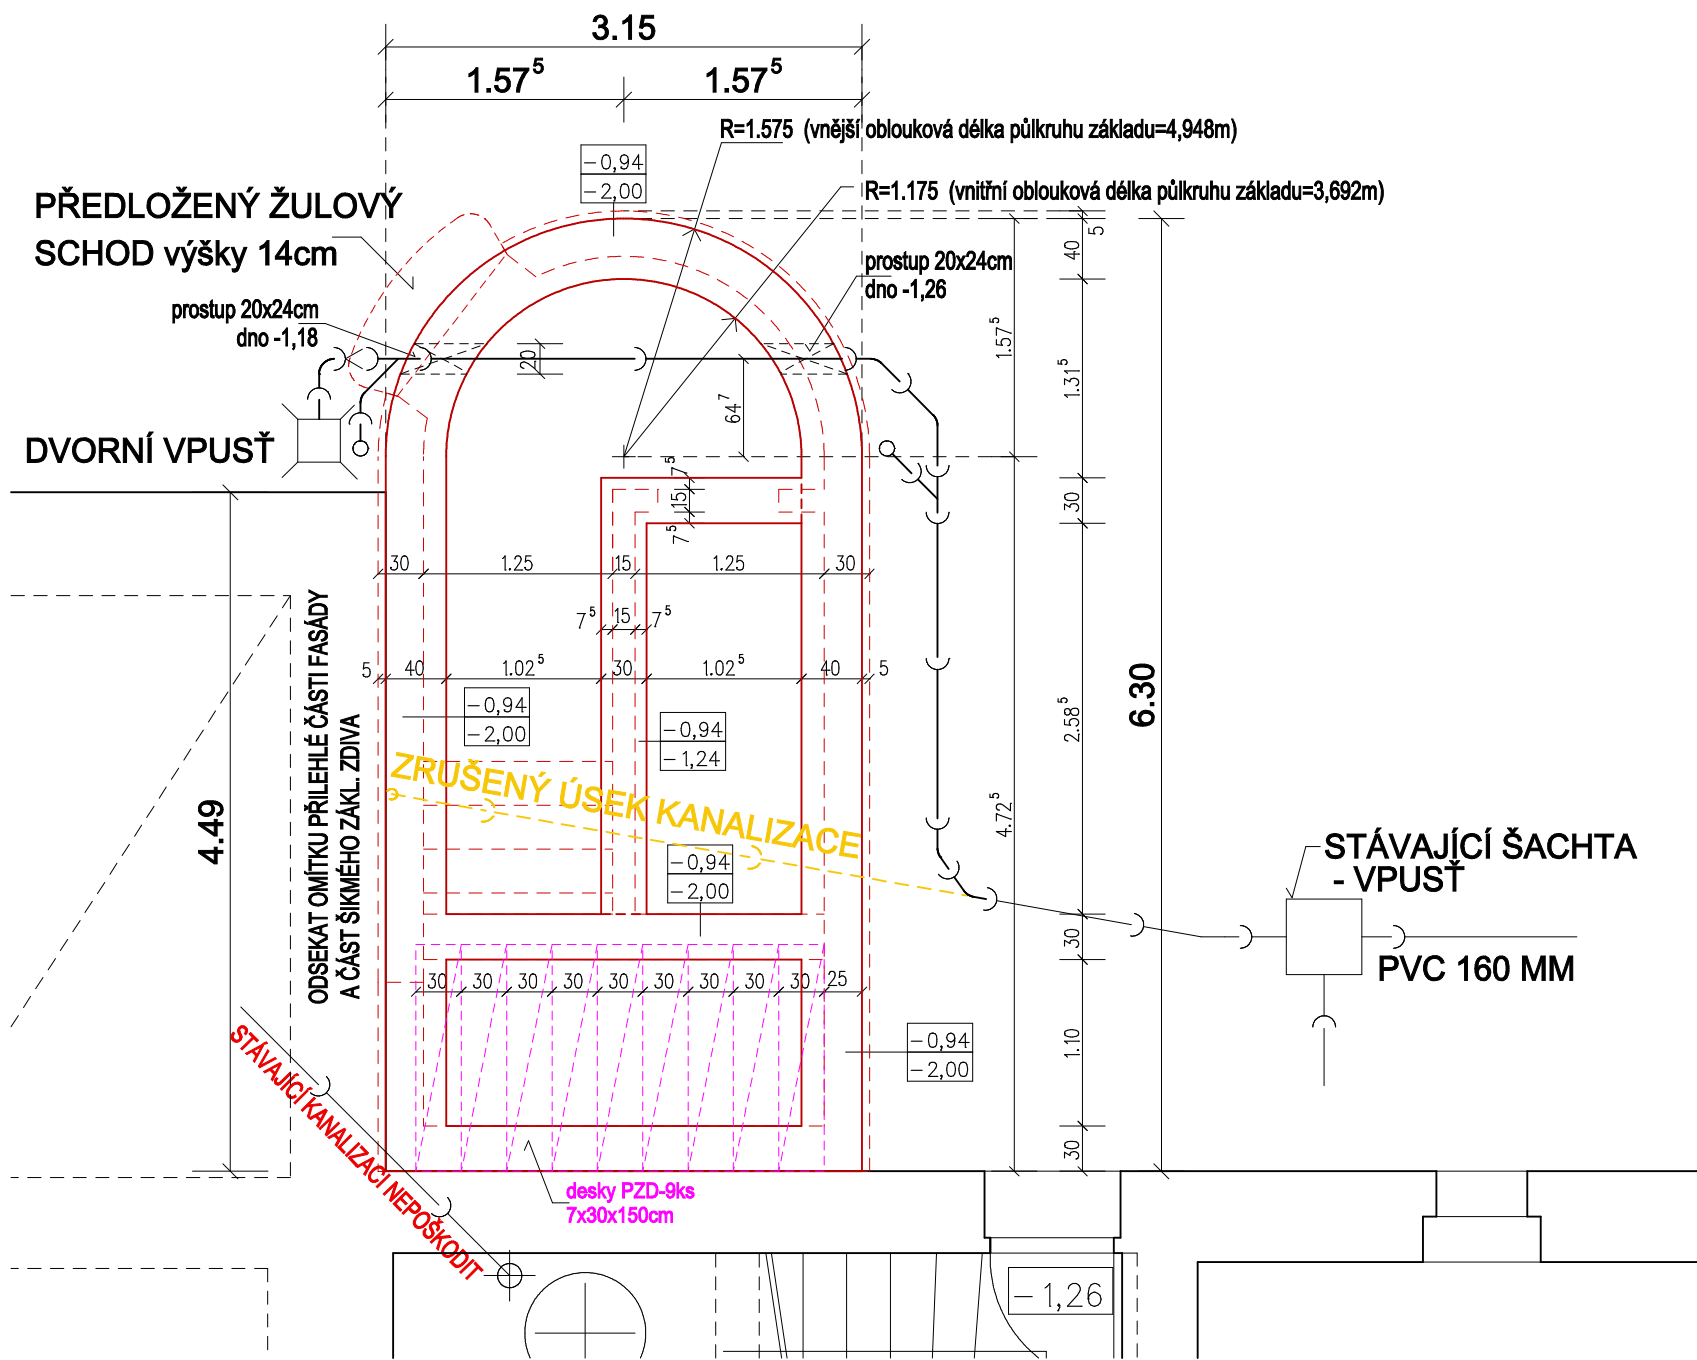 3.15
1.57⁵ 1.57⁵
R=1.575 (vnější oblouková délka půlkruhu základu=4,948m)
-0,94
-2,00
R=1.175 (vnitřní oblouková délka půlkruhu základu=3,692m)
PŘEDLOŽENÝ ŽULOVÝ
SCHOD výšky 14cm
prostup 20x24cm
dno -1,18
prostup 20x24cm
dno -1,26
5
40
1.57⁵
1.31⁵
20
64⁷
DVORNÍ VPUSŤ
7⁵
15
7⁵
30
30 1.25 15 1.25 30
7⁵ 15 7⁵
5 40 1.02⁵ 30 1.02⁵ 40 5
-0,94
-2,00
-0,94
-1,24
2.58⁵
6.30
ZRUŠENÝ ÚSEK KANALIZACE
4.49
ODSEKAT OMÍTKU PŘILEHLÉ ČÁSTI FASÁDY
A ČÁST ŠIKMÉHO ZÁKL. ZDIVA
4.72⁵
-0,94
-2,00
STÁVAJÍCÍ ŠACHTA
- VPUSŤ
30
PVC 160 MM
30 30 30 30 30 30 30 30 30 25
1.10
-0,94
-2,00
STÁVAJÍCÍ KANALIZACI NEPOŠKODIT
30
desky PZD-9ks
7x30x150cm
-1,26